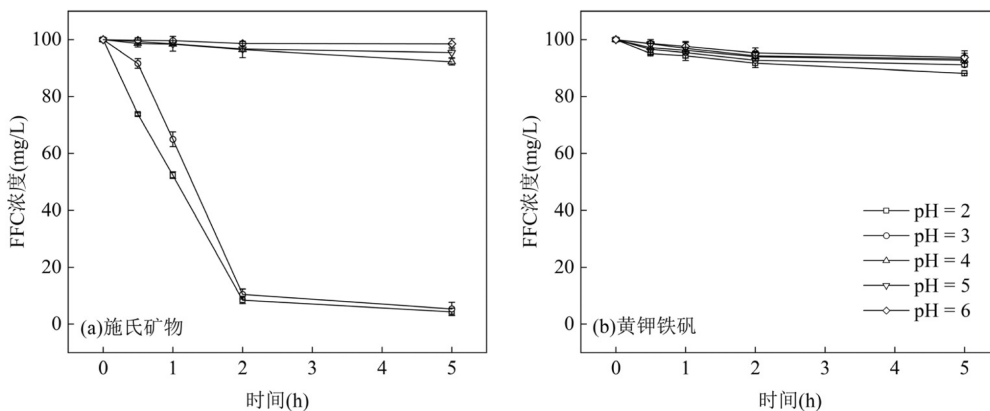 100
80
60
40
20
0
FFC浓度(mg/L)
(a)施氏矿物
0 1 2 3 4 5
时间(h)
100
80
60
40
20
0
FFC浓度(mg/L)
pH = 2
pH = 3
pH = 4
pH = 5
pH = 6
(b)黄钾铁矾
0 1 2 3 4 5
时间(h)